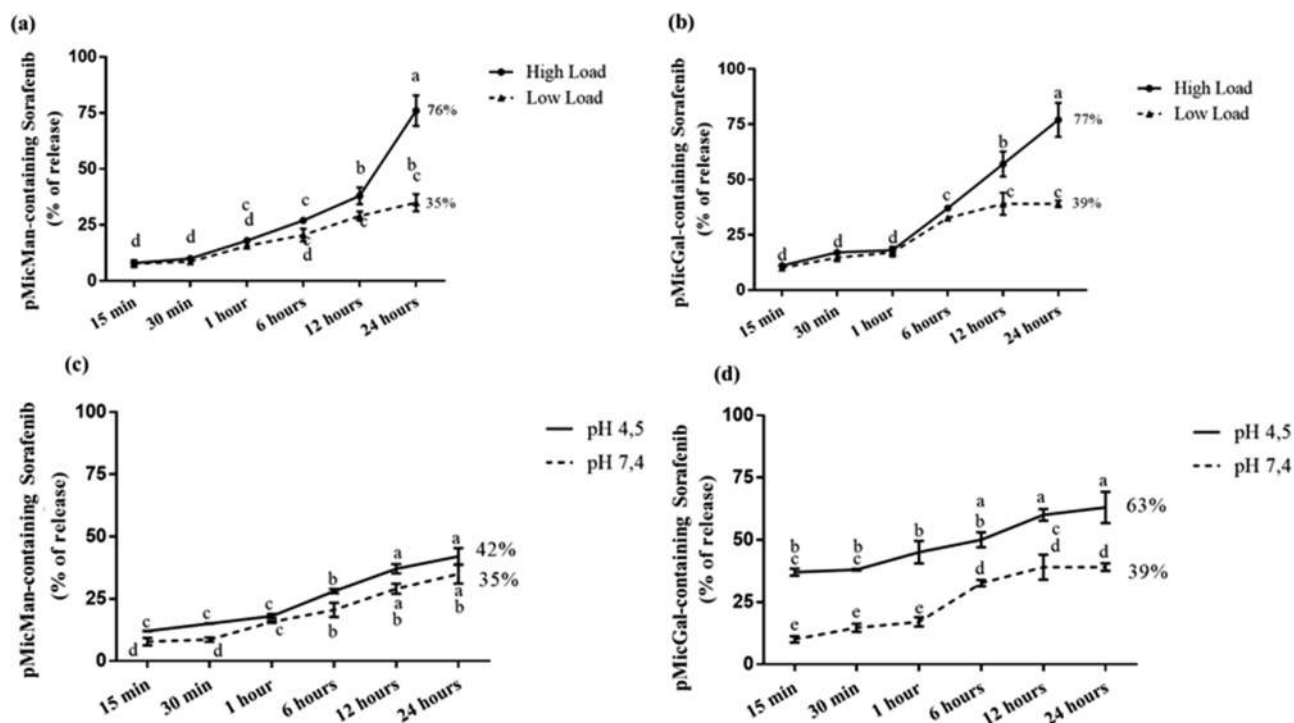 (a)
pMicMan-containing Sorafenib
(% of release)
100
75
50
25
0
a
76%
b
c
35%
b
c
c
d
c
c
d
d
d
High Load
Low Load
15 min
30 min
1 hour
6 hours
12 hours
24 hours
(b)
pMicGal-containing Sorafenib
(% of release)
100
75
50
25
0
a
77%
b
c
c
c
39%
d
d
d
High Load
Low Load
15 min
30 min
1 hour
6 hours
12 hours
24 hours
(c)
pMicMan-containing Sorafenib
(% of release)
100
75
50
25
0
c
c
c
b
a
a
42%
35%
d
d
c
b
a
b
a
b
pH 4,5
pH 7,4
15 min
30 min
1 hour
6 hours
12 hours
24 hours
(d)
pMicGal-containing Sorafenib
(% of release)
100
75
50
25
0
b
c
b
c
b
a
b
a
a
63%
e
e
e
d
c
d
d
39%
pH 4,5
pH 7,4
15 min
30 min
1 hour
6 hours
12 hours
24 hours